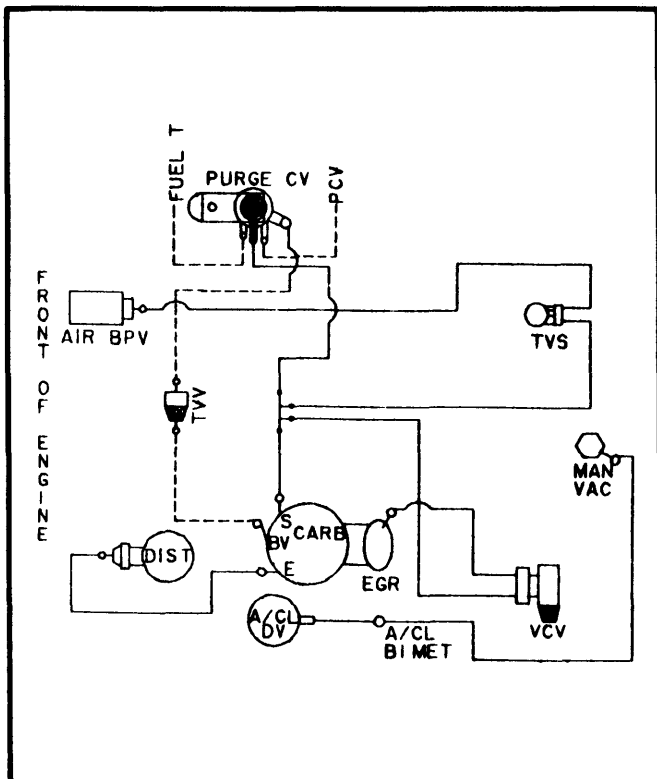 FUEL T
PURGE CV
PCV
FRONT OF ENGINE
AIR BPV
TVS
TVV
MAN
VAC
S
CARB
BV
DIST
E
EGR
A/CL
DV
A/CL
BIMET
VCV